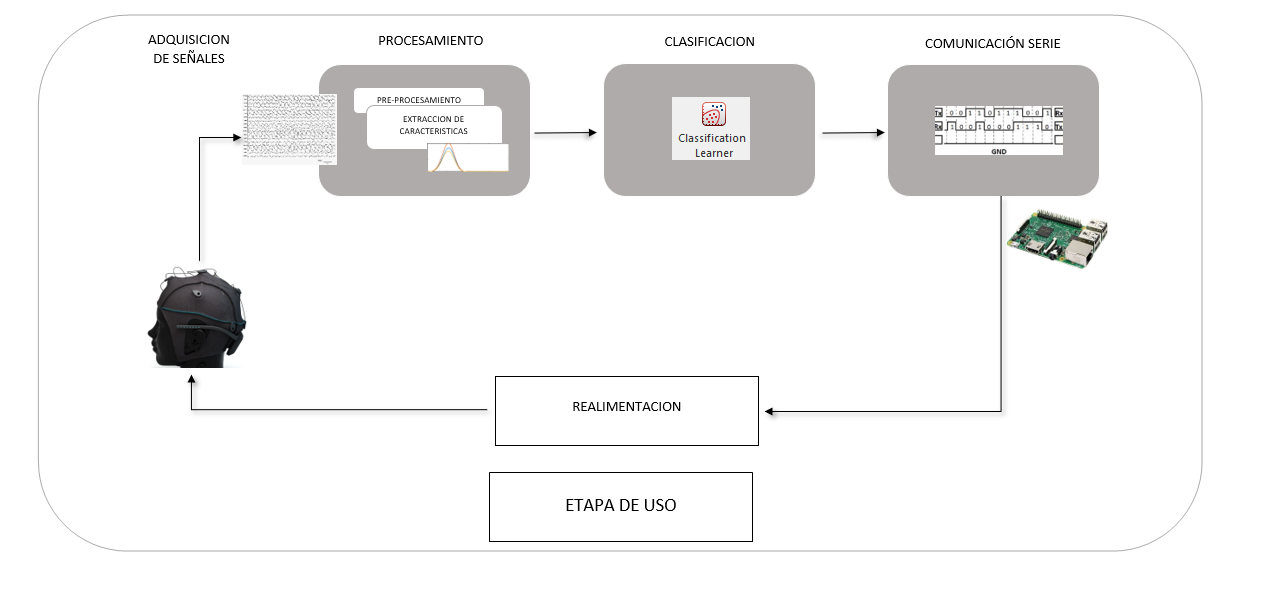 ADQUISICION
DE SEÑALES
PROCESAMIENTO
CLASIFICACION
COMUNICACIÓN SERIE
PRE-PROCESAMIENTO
EXTRACCION DE
CARACTERISTICAS
Classification
Learner
Tx 0 0 1 1 0 1 1 1 0 0 1 Rx
Rx 1 0 0 1 0 0 0 1 1 1 0 Tx
GND
REALIMENTACION
ETAPA DE USO